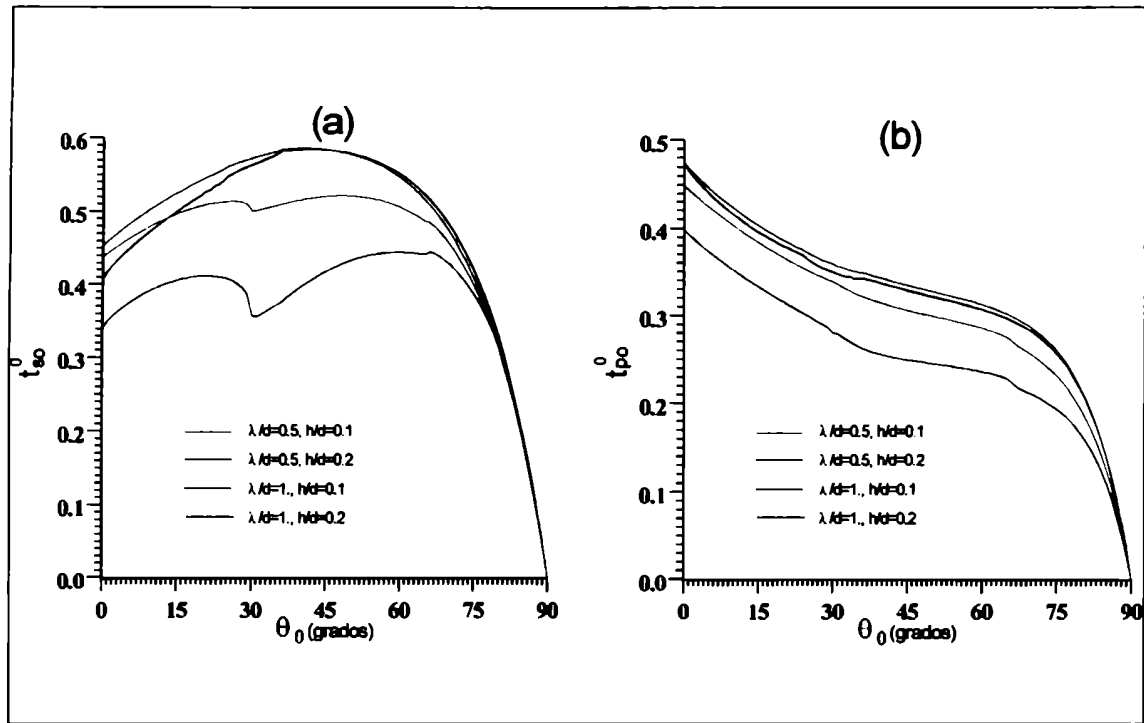 (a)
0.6
0.5
0.4
0.3
0.2
0.1
0.0
t⁰so
λ/d=0.5, h/d=0.1
λ/d=0.5, h/d=0.2
λ/d=1., h/d=0.1
λ/d=1., h/d=0.2
0 15 30 45 60 75 90
θ₀ (grados)
(b)
0.5
0.4
0.3
0.2
0.1
0.0
t⁰po
λ/d=0.5, h/d=0.1
λ/d=0.5, h/d=0.2
λ/d=1., h/d=0.1
λ/d=1., h/d=0.2
0 15 30 45 60 75 90
θ₀ (grados)